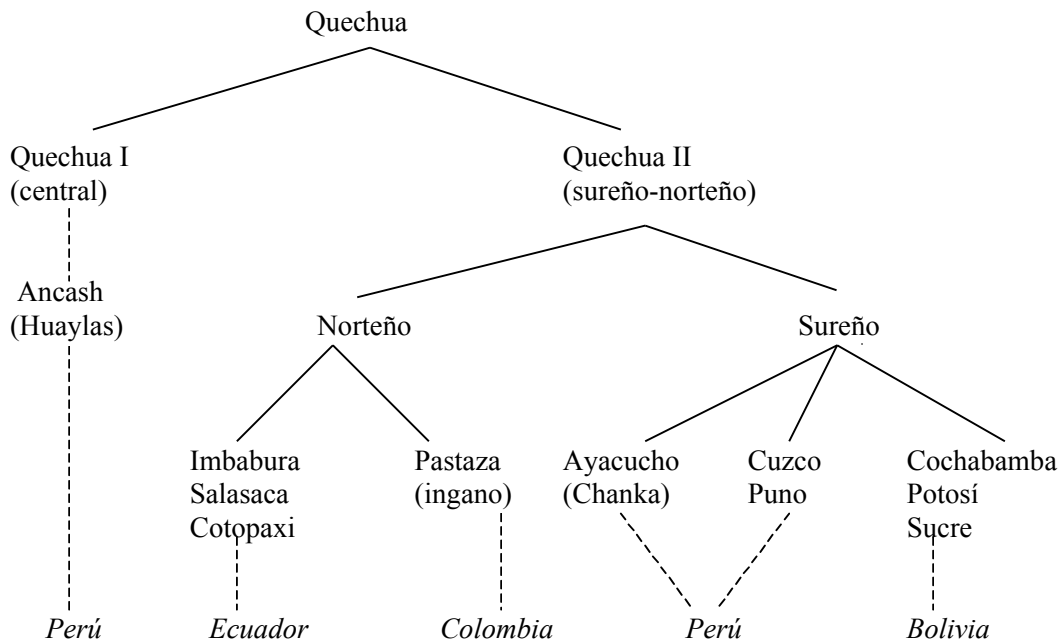 Quechua
Quechua I
(central)
Quechua II
(sureño-norteño)
Ancash
(Huaylas)
Norteño
Sureño
Imbabura
Salasaca
Cotopaxi
Pastaza
(ingano)
Ayacucho
(Chanka)
Cuzco
Puno
Cochabamba
Potosí
Sucre
Perú
Ecuador
Colombia
Perú
Bolivia